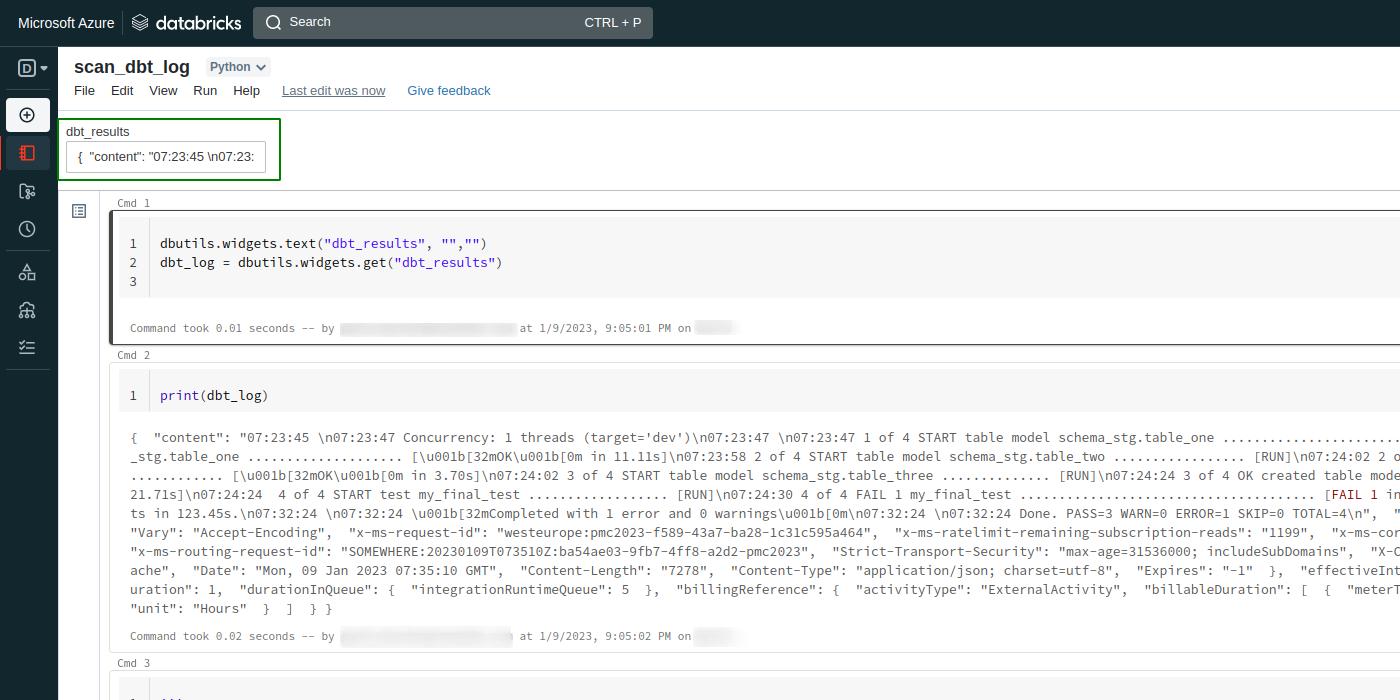 Microsoft Azure databricks Search CTRL + P
D scan_dbt_log Python
File Edit View Run Help Last edit was now Give feedback
dbt_results
{ "content": "07:23:45 \n07:23:
Cmd 1
1 dbutils.widgets.text("dbt_results", "","")
2 dbt_log = dbutils.widgets.get("dbt_results")
3
Command took 0.01 seconds -- by at 1/9/2023, 9:05:01 PM on
Cmd 2
1 print(dbt_log)
{ "content": "07:23:45 \n07:23:47 Concurrency: 1 threads (target='dev')\n07:23:47 \n07:23:47 1 of 4 START table model schema_stg.table_one ......................
_stg.table_one .................... [\u001b[32mOK\u001b[0m in 11.11s]\n07:23:58 2 of 4 START table model schema_stg.table_two ................. [RUN]\n07:24:02 2 o
............ [\u001b[32mOK\u001b[0m in 3.70s]\n07:24:02 3 of 4 START table model schema_stg.table_three .............. [RUN]\n07:24:24 3 of 4 OK created table mode
21.71s]\n07:24:24  4 of 4 START test my_final_test ................. [RUN]\n07:24:30 4 of 4 FAIL 1 my_final_test ...................................... [FAIL 1 in
ts in 123.45s.\n07:32:24 \n07:32:24 \u001b[32mCompleted with 1 error and 0 warnings\u001b[0m\n07:32:24 \n07:32:24 Done. PASS=3 WARN=0 ERROR=1 SKIP=0 TOTAL=4\n", "
"Vary": "Accept-Encoding", "x-ms-request-id": "westeurope:pmc2023-f589-43a7-ba28-1c31c595a464", "x-ms-ratelimit-remaining-subscription-reads": "1199", "x-ms-cor
"x-ms-routing-request-id": "SOMEWHERE:20230109T073510Z:ba54ae03-9fb7-4ff8-a2d2-pmc2023", "Strict-Transport-Security": "max-age=31536000; includeSubDomains", "X-C
ache", "Date": "Mon, 09 Jan 2023 07:35:10 GMT", "Content-Length": "7278", "Content-Type": "application/json; charset=utf-8", "Expires": "-1" }, "effectiveInt
uration": 1, "durationInQueue": { "integrationRuntimeQueue": 5 }, "billingReference": { "activityType": "ExternalActivity", "billableDuration": [ { "meterT
"unit": "Hours" } ] } }
Command took 0.02 seconds -- by at 1/9/2023, 9:05:02 PM on
Cmd 3